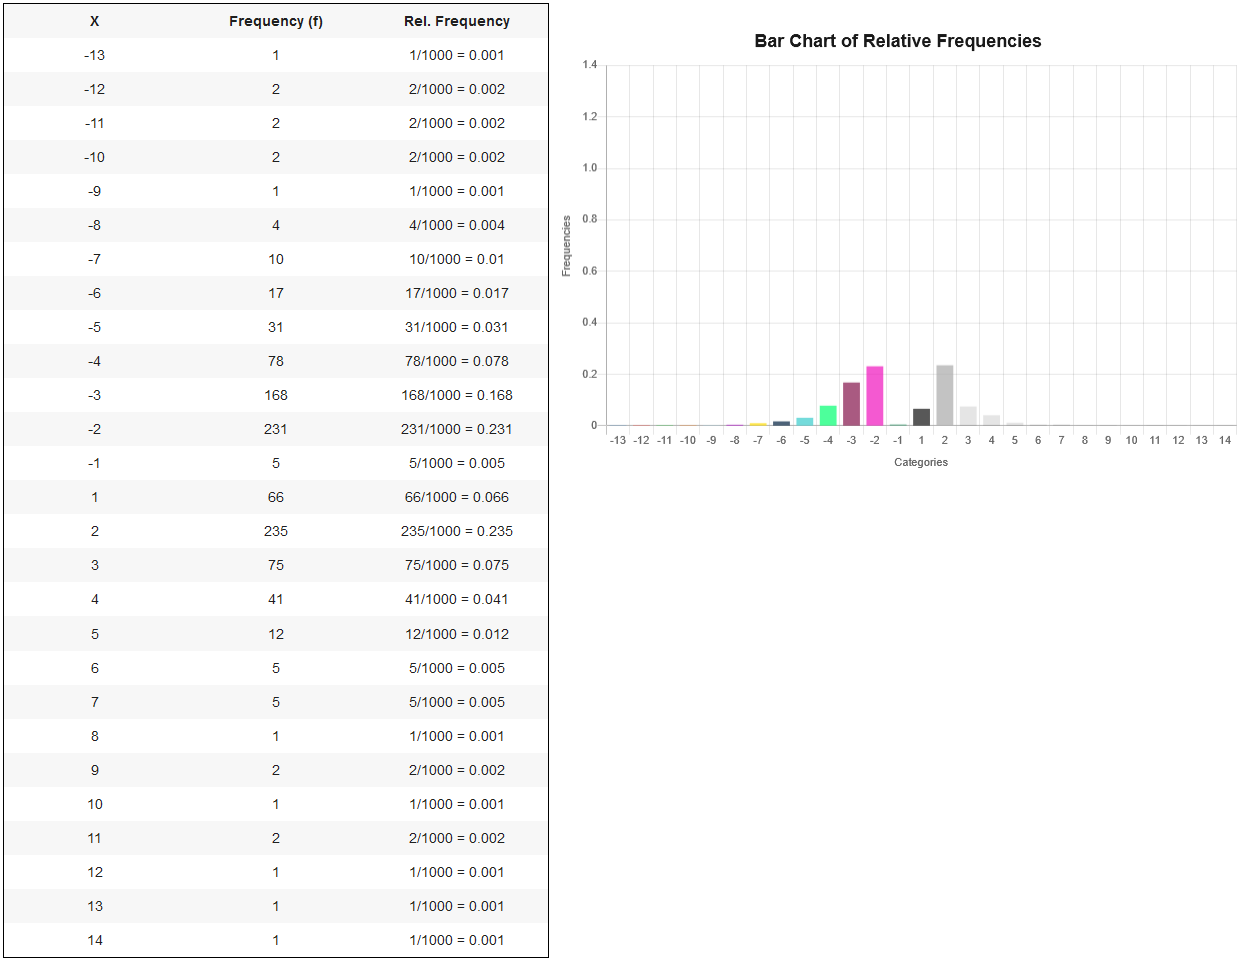 X Frequency (f) Rel. Frequency
-13 1 1/1000 = 0.001
-12 2 2/1000 = 0.002
-11 2 2/1000 = 0.002
-10 2 2/1000 = 0.002
-9 1 1/1000 = 0.001
-8 4 4/1000 = 0.004
-7 10 10/1000 = 0.01
-6 17 17/1000 = 0.017
-5 31 31/1000 = 0.031
-4 78 78/1000 = 0.078
-3 168 168/1000 = 0.168
-2 231 231/1000 = 0.231
-1 5 5/1000 = 0.005
1 66 66/1000 = 0.066
2 235 235/1000 = 0.235
3 75 75/1000 = 0.075
4 41 41/1000 = 0.041
5 12 12/1000 = 0.012
6 5 5/1000 = 0.005
7 5 5/1000 = 0.005
8 1 1/1000 = 0.001
9 2 2/1000 = 0.002
10 1 1/1000 = 0.001
11 2 2/1000 = 0.002
12 1 1/1000 = 0.001
13 1 1/1000 = 0.001
14 1 1/1000 = 0.001
Bar Chart of Relative Frequencies
1.4
1.2
1.0
0.8
0.6
0.4
0.2
0
Frequencies
-13 -12 -11 -10 -9 -8 -7 -6 -5 -4 -3 -2 -1 1 2 3 4 5 6 7 8 9 10 11 12 13 14
Categories